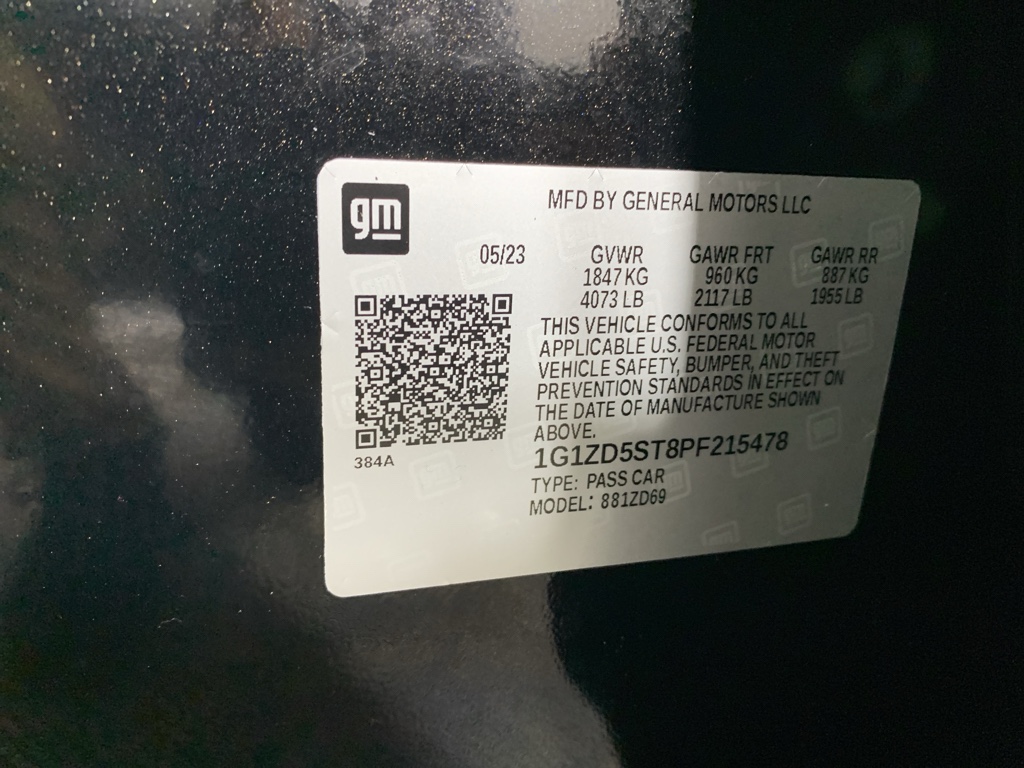 gm
MFD BY GENERAL MOTORS LLC
05/23 GVWR GAWR FRT GAWR RR
1847 KG 960 KG 887 KG
4073 LB 2117 LB 1955 LB
THIS VEHICLE CONFORMS TO ALL
APPLICABLE U.S. FEDERAL MOTOR
VEHICLE SAFETY, BUMPER, AND THEFT
PREVENTION STANDARDS IN EFFECT ON
THE DATE OF MANUFACTURE SHOWN
ABOVE.
384A
1G1ZD5ST8PF215478
TYPE: PASS CAR
MODEL: 881ZD69